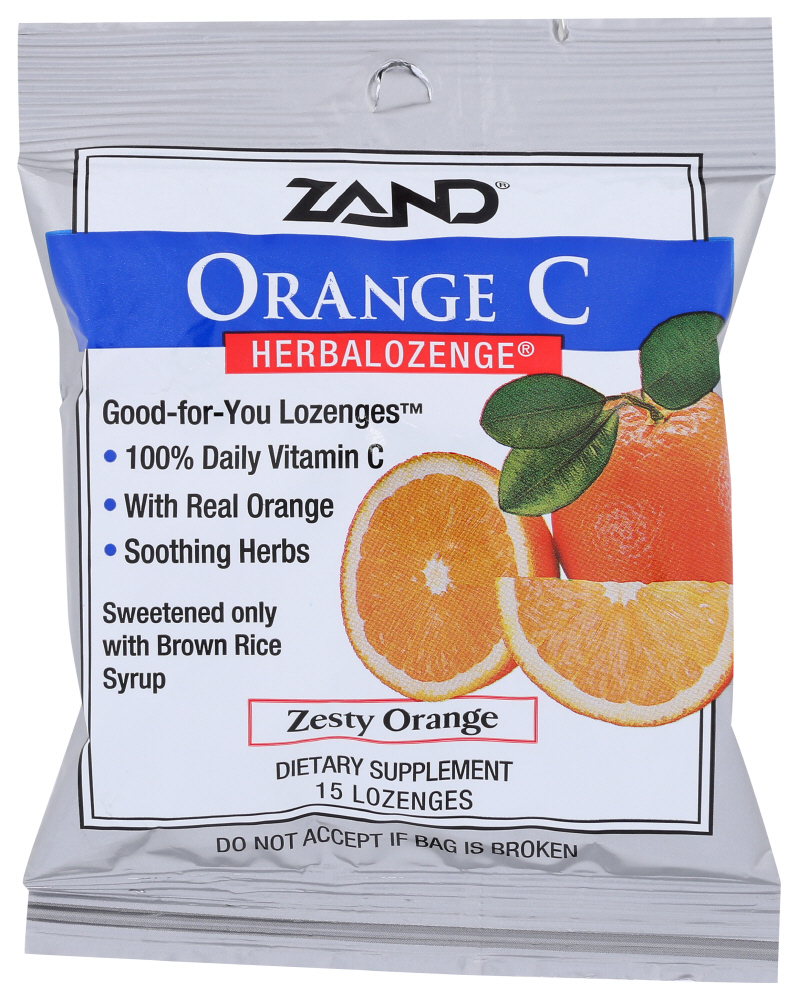 ZAND®
ORANGE C
HERBALOZENGE®
Good-for-You Lozenges™
• 100% Daily Vitamin C
• With Real Orange
• Soothing Herbs
Sweetened only
with Brown Rice
Syrup
Zesty Orange
DIETARY SUPPLEMENT
15 LOZENGES
DO NOT ACCEPT IF BAG IS BROKEN